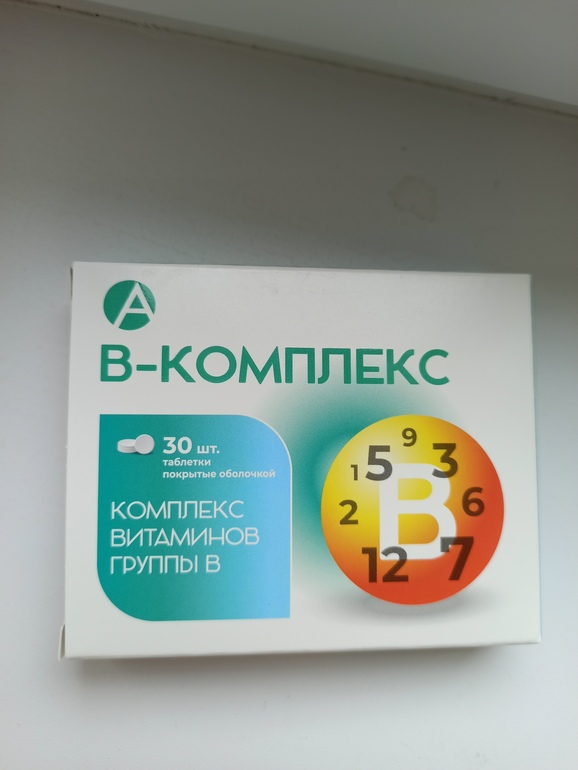 А
В-КОМПЛЕКС
30 шт.
таблетки
покрытые оболочкой
КОМПЛЕКС
ВИТАМИНОВ
ГРУППЫ В
9
1 5 3
2 В 6
12 7